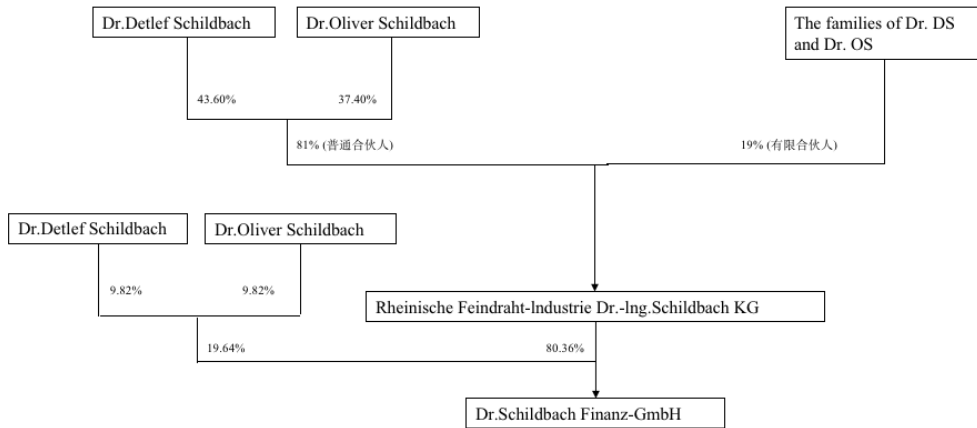 Dr.Detlef Schildbach
Dr.Oliver Schildbach
The families of Dr. DS
and Dr. OS
43.60%
37.40%
81% (普通合伙人)
19% (有限合伙人)
Dr.Detlef Schildbach
Dr.Oliver Schildbach
9.82%
9.82%
Rheinische Feindraht-lndustrie Dr.-lng.Schildbach KG
19.64%
80.36%
Dr.Schildbach Finanz-GmbH